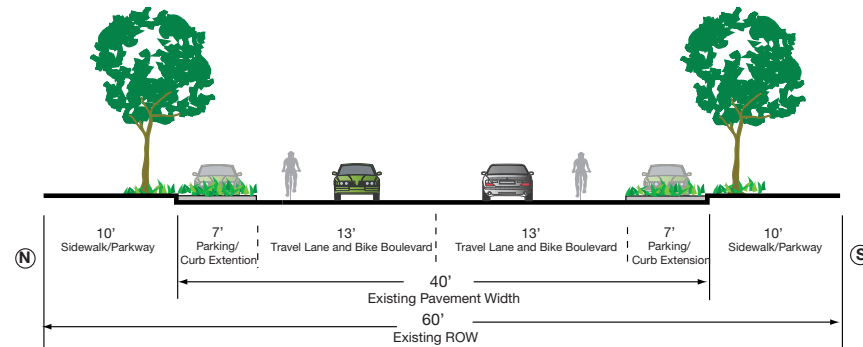 10’
Sidewalk/Parkway
7’
Parking/
Curb Extention
13’
Travel Lane and Bike Boulevard
13’
Travel Lane and Bike Boulevard
7’
Parking/
Curb Extension
10’
Sidewalk/Parkway
N
S
40’
Existing Pavement Width
60’
Existing ROW